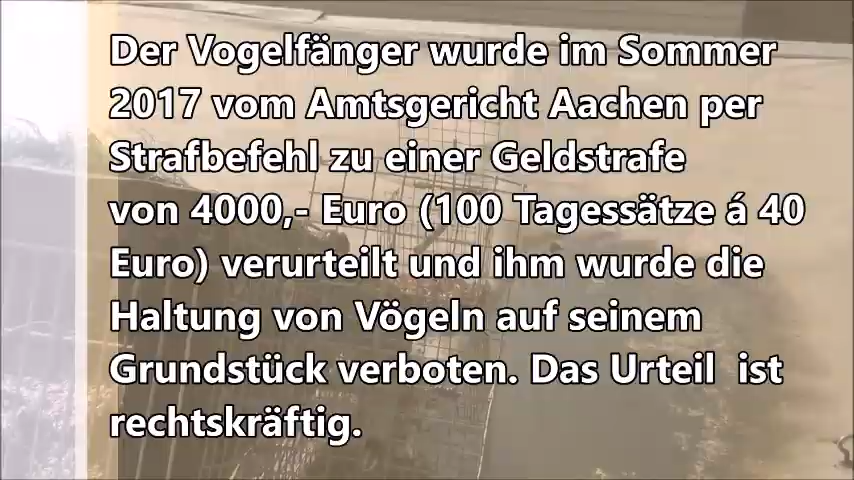 Der Vogelfänger wurde im Sommer
2017 vom Amtsgericht Aachen per
Strafbefehl zu einer Geldstrafe
von 4000,- Euro (100 Tagessätze á 40
Euro) verurteilt und ihm wurde die
Haltung von Vögeln auf seinem
Grundstück verboten. Das Urteil  ist
rechtskräftig.